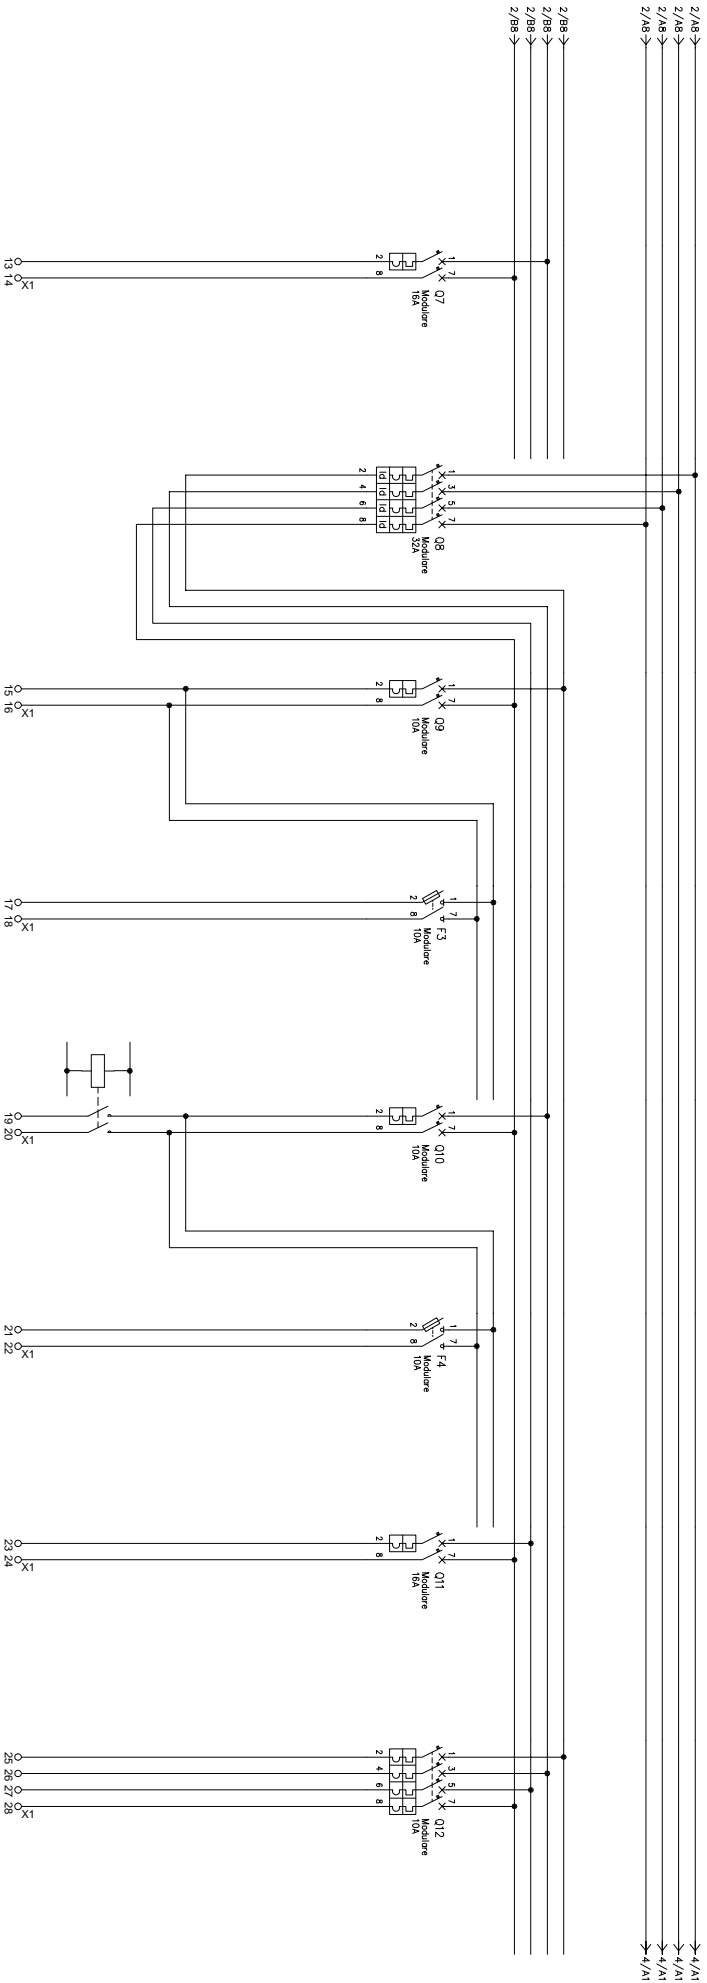 2/A8
2/A8
2/A8
2/A8
2/B8
2/B8
2/B8
2/B8
1 7
Q7
Modulare
16A
2 8
13 14 X1
1 3 5 7
Q8
Modulare
32A
Id Id Id Id
2 4 6 8
1 7
Q9
Modulare
10A
2 8
15 16 X1
1 7
F3
Modulare
10A
2 8
17 18 X1
1 7
Q10
Modulare
10A
2 8
19 20 X1
1 7
F4
Modulare
10A
2 8
21 22 X1
1 7
Q11
Modulare
16A
2 8
23 24 X1
1 3 5 7
Q12
Modulare
10A
2 4 6 8
25 26 27 28 X1
4/A1
4/A1
4/A1
4/A1